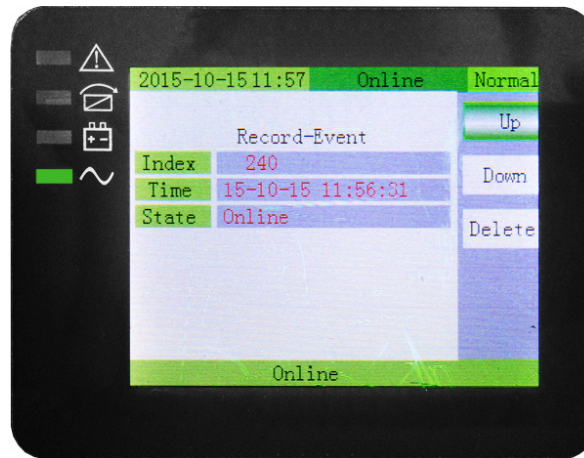 2015-10-15 11:57 Online Normal
Up
Record-Event
Index 240
Down
Time 15-10-15 11:56:31
State Online
Delete
Online